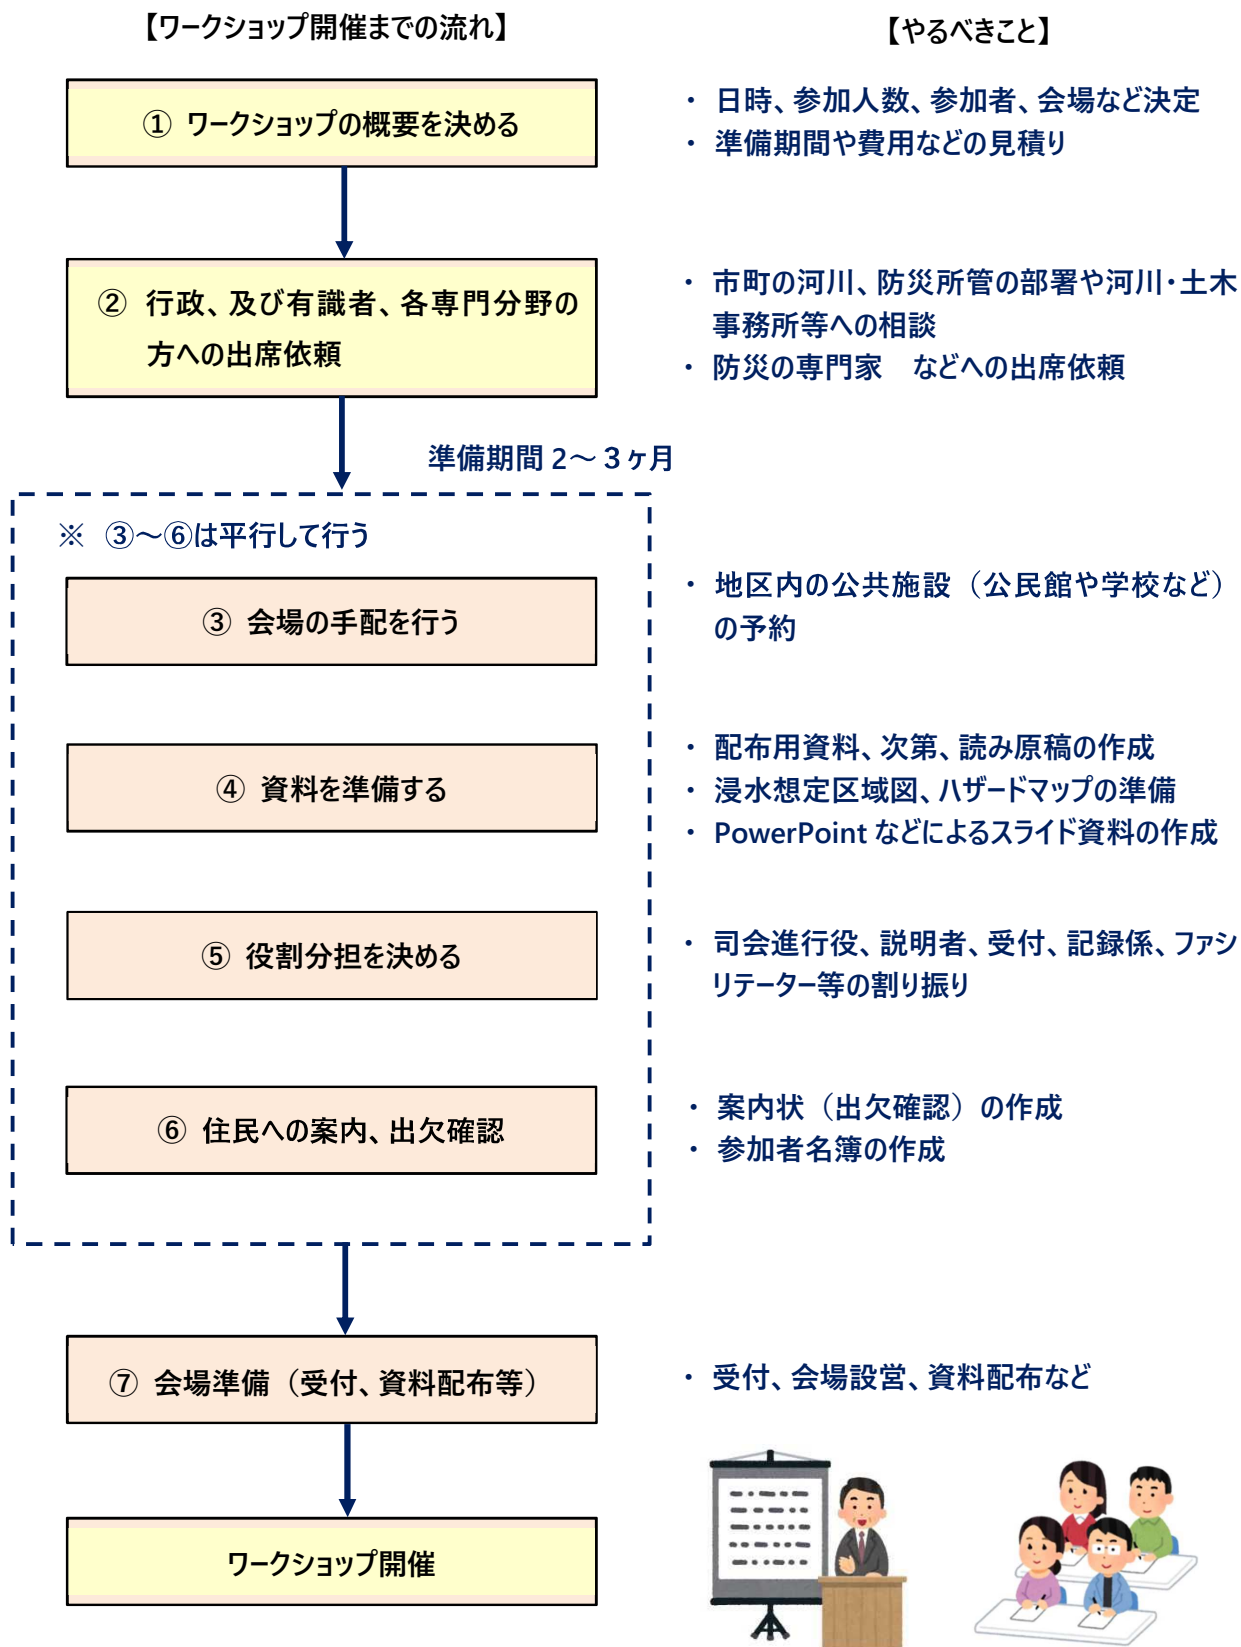 【ワークショップ開催までの流れ】
【やるべきこと】
① ワークショップの概要を決める
・ 日時、参加人数、参加者、会場など決定
・ 準備期間や費用などの見積り
② 行政、及び有識者、各専門分野の
方への出席依頼
・ 市町の河川、防災所管の部署や河川・土木
事務所等への相談
・ 防災の専門家　などへの出席依頼
準備期間 2～３ヶ月
※ ③～⑥は平行して行う
③ 会場の手配を行う
・ 地区内の公共施設（公民館や学校など）
の予約
④ 資料を準備する
・ 配布用資料、次第、読み原稿の作成
・ 浸水想定区域図、ハザードマップの準備
・ PowerPoint などによるスライド資料の作成
⑤ 役割分担を決める
・ 司会進行役、説明者、受付、記録係、ファシ
リテーター等の割り振り
⑥ 住民への案内、出欠確認
・ 案内状（出欠確認）の作成
・ 参加者名簿の作成
⑦ 会場準備（受付、資料配布等）
・ 受付、会場設営、資料配布など
ワークショップ開催